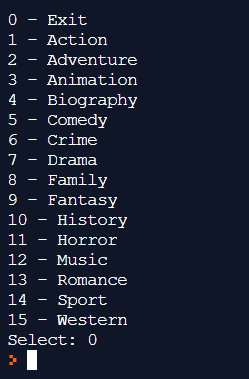 0 - Exit
1 - Action
2 - Adventure
3 - Animation
4 - Biography
5 - Comedy
6 - Crime
7 - Drama
8 - Family
9 - Fantasy
10 - History
11 - Horror
12 - Music
13 - Romance
14 - Sport
15 - Western
Select: 0
>